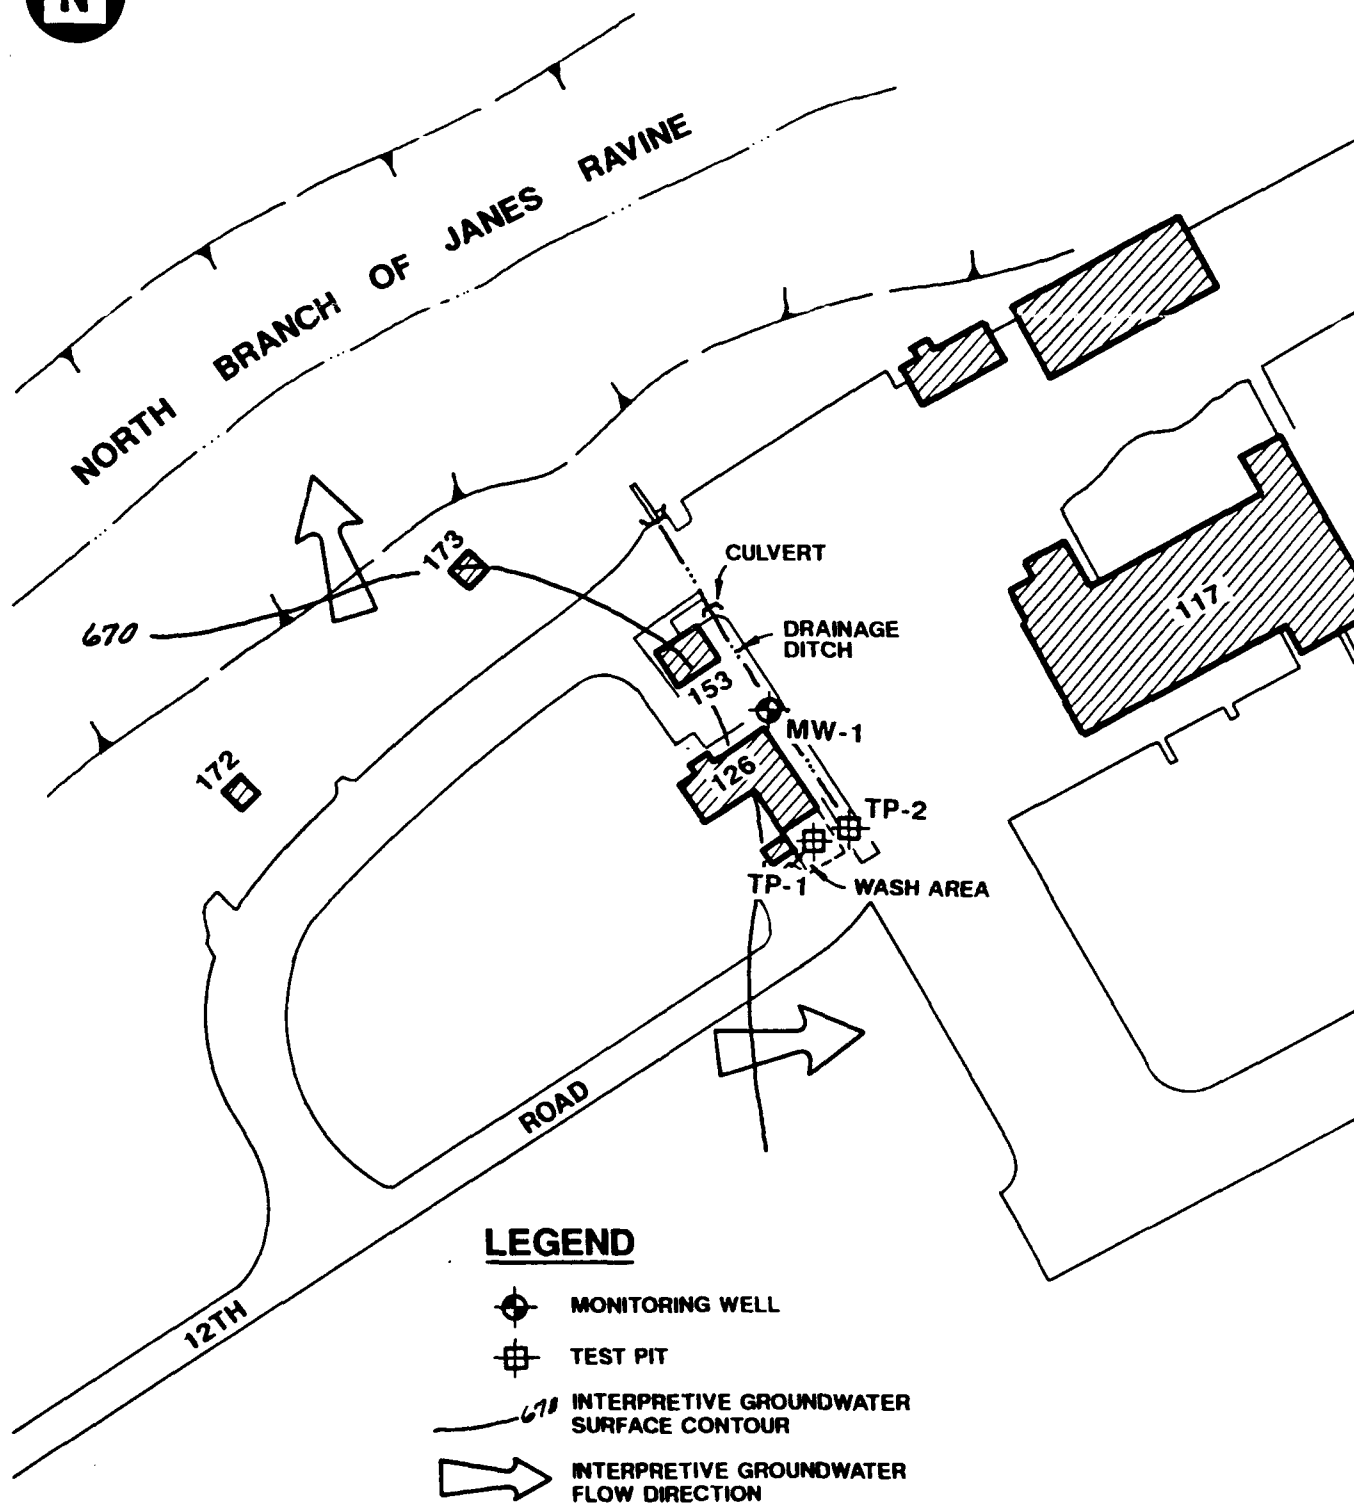 N
NORTH BRANCH OF JANES RAVINE
173
CULVERT
670
DRAINAGE
DITCH
117
153
MW-1
172
126
TP-2
TP-1
WASH AREA
12TH ROAD
LEGEND
MONITORING WELL
TEST PIT
INTERPRETIVE GROUNDWATER
SURFACE CONTOUR
INTERPRETIVE GROUNDWATER
FLOW DIRECTION